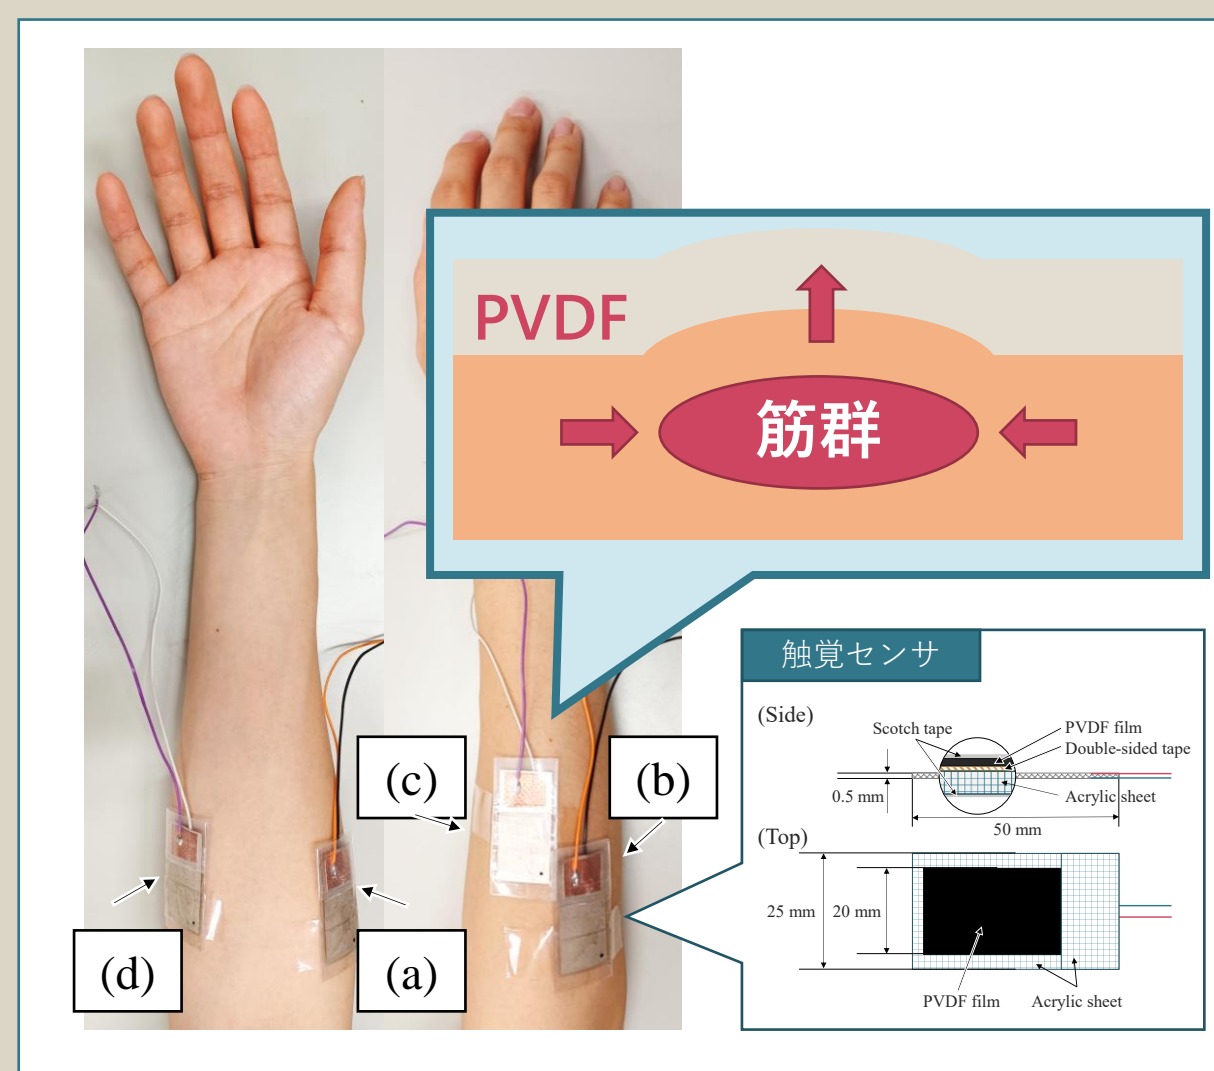 PVDF
筋群
(c)
(b)
(d)
(a)
触覚センサ
(Side)
Scotch tape
PVDF film
Double-sided tape
0.5 mm
Acrylic sheet
50 mm
(Top)
25 mm
20 mm
PVDF film
Acrylic sheet